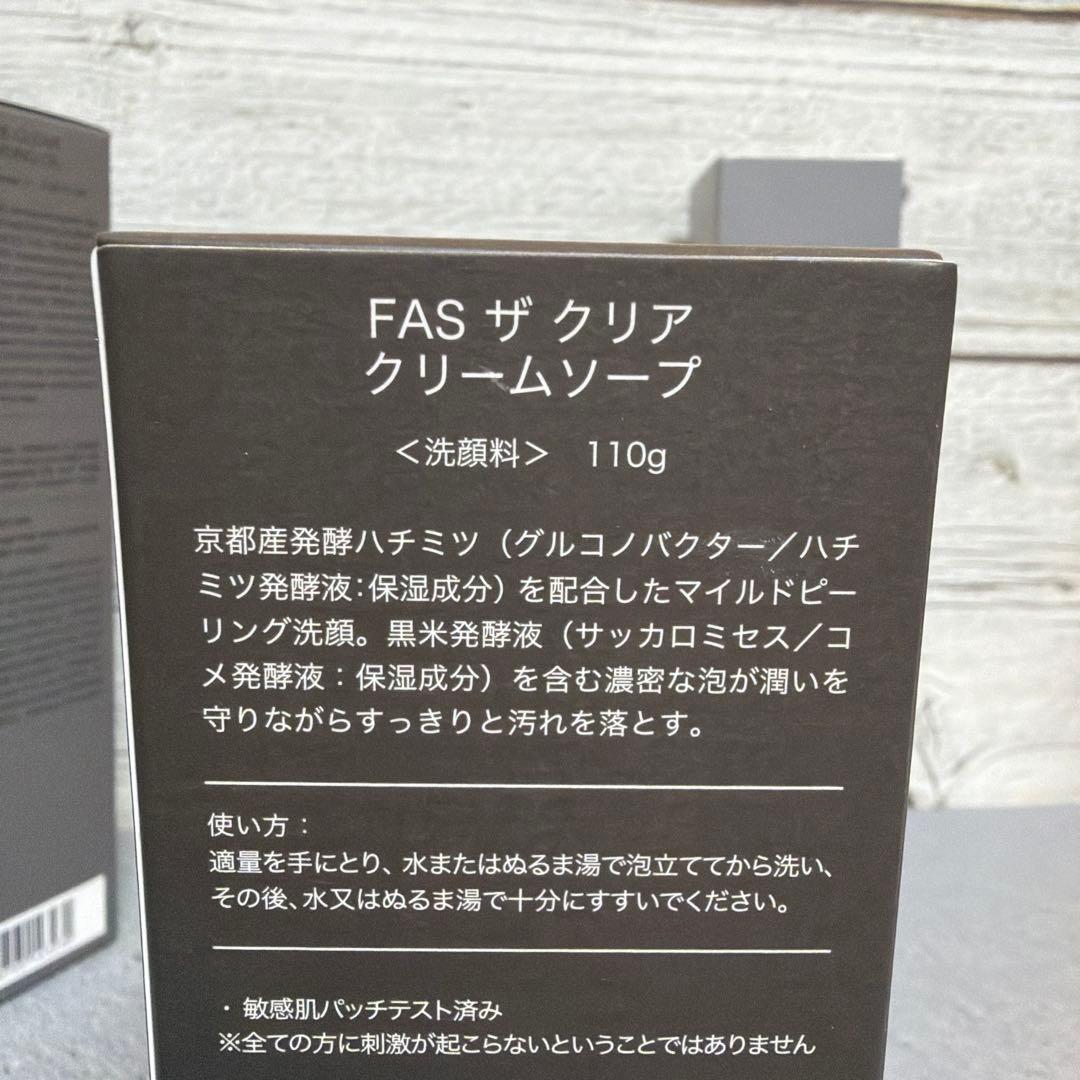 FAS ザ クリア
クリームソープ
＜洗顔料＞ 110g
京都産発酵ハチミツ（グルコノバクター／ハチ
ミツ発酵液：保湿成分）を配合したマイルドピー
リング洗顔。黒米発酵液（サッカロミセス／コ
メ発酵液：保湿成分）を含む濃密な泡が潤いを
守りながらすっきりと汚れを落とす。
使い方：
適量を手にとり、水またはぬるま湯で泡立ててから洗い、
その後、水又はぬるま湯で十分にすすいでください。
・敏感肌パッチテスト済み
※全ての方に刺激が起こらないということではありません